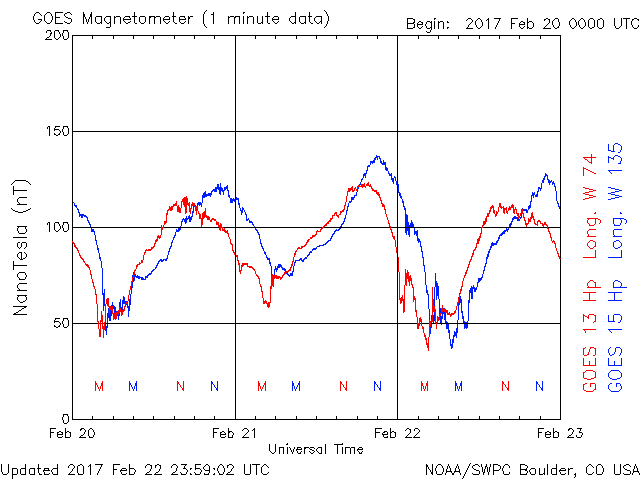 GOES Magnetometer (1 minute data)
Begin: 2017 Feb 20 0000 UTC
200
150
100
50
0
NanoTesla (nT)
M M N N M M N N M M N N
Feb 20 Feb 21 Feb 22 Feb 23
Universal Time
GOES 13 Hp Long. W 74
GOES 15 Hp Long. W 135
Updated 2017 Feb 22 23:59:02 UTC
NOAA/SWPC Boulder, CO USA